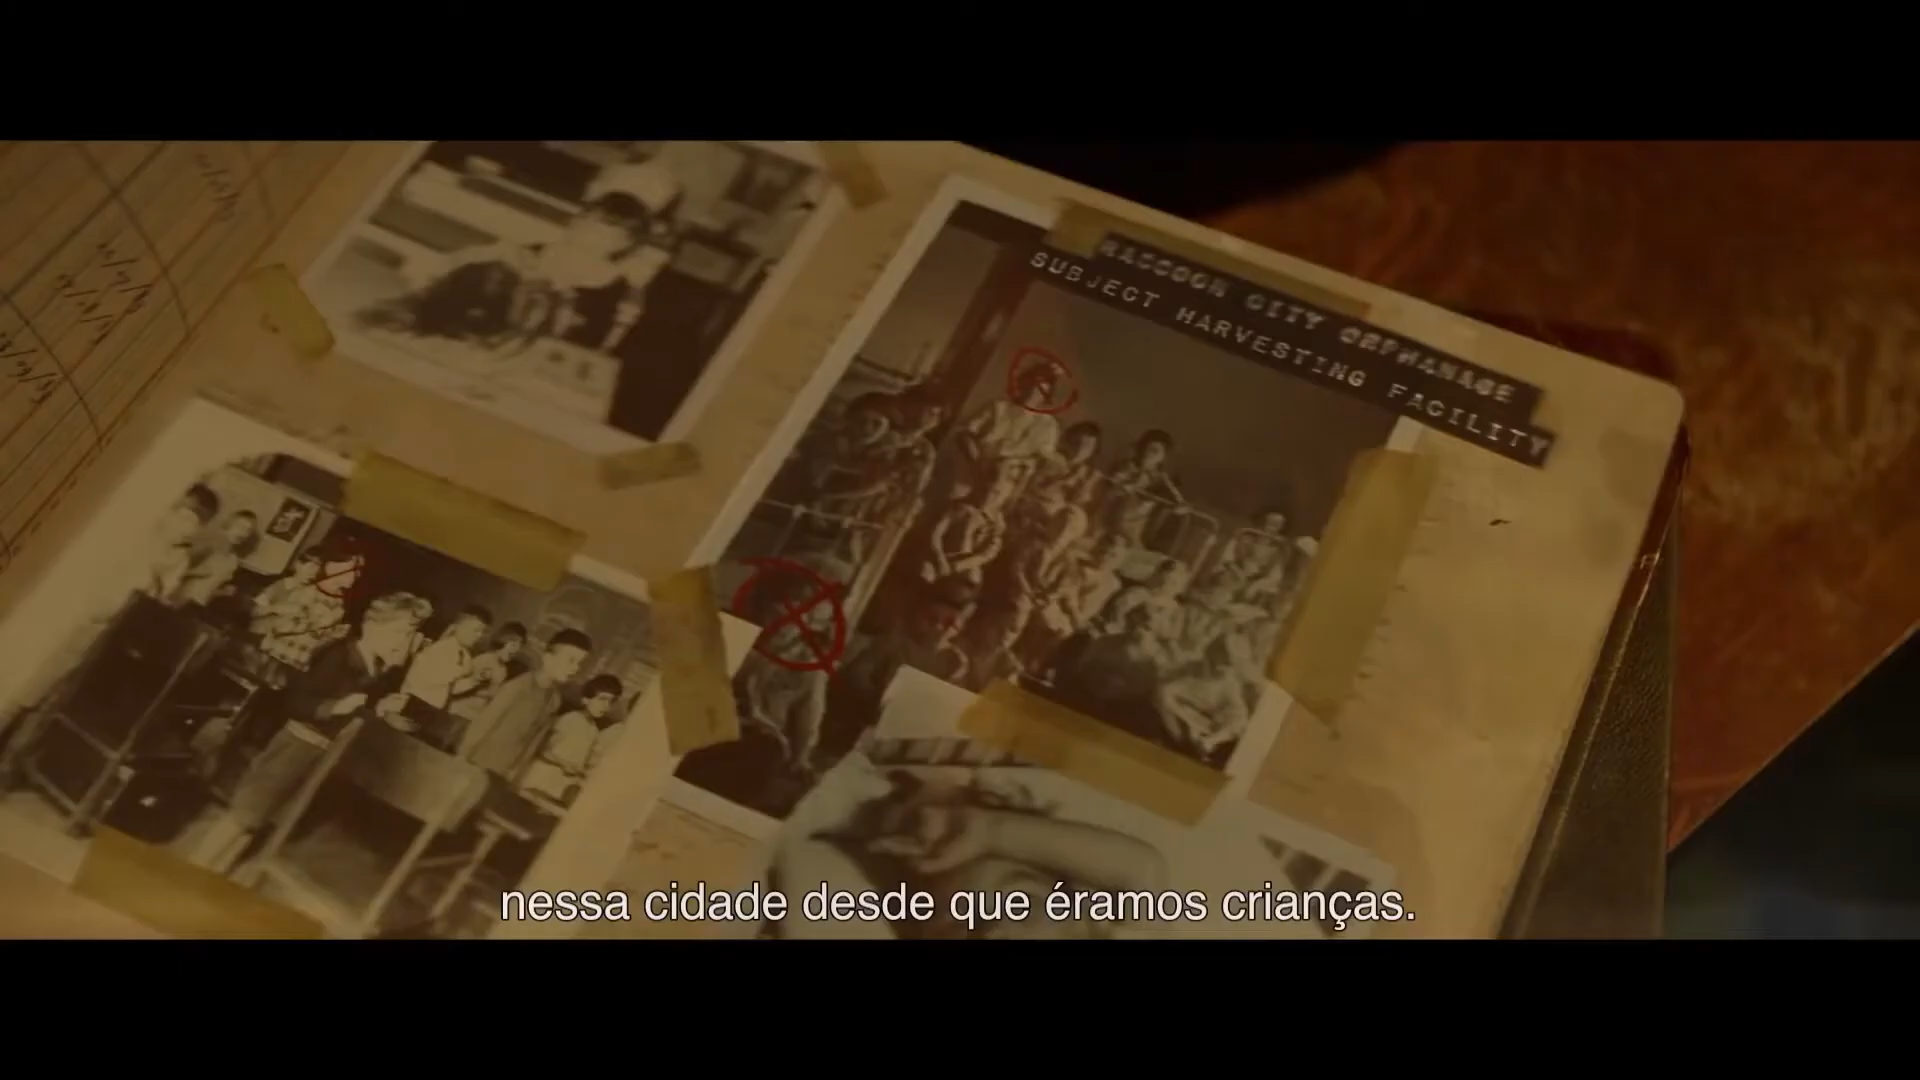 RACCOON CITY ORPHANAGE
SUBJECT HARVESTING FACILITY
nessa cidade desde que éramos crianças.